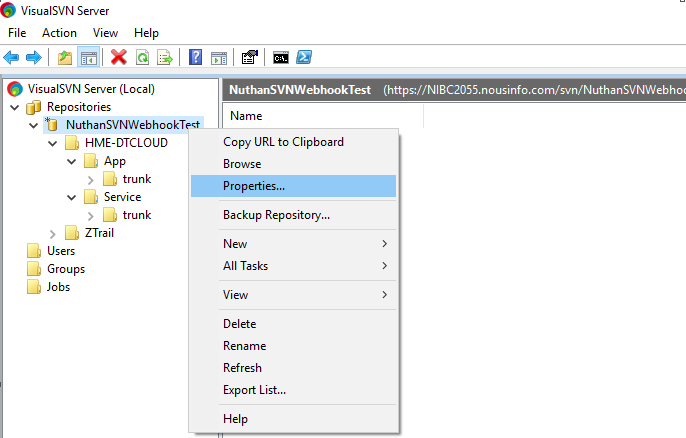 VisualSVN Server
File Action View Help
VisualSVN Server (Local)
Repositories
NuthanSVNWebhookTest
HME-DTCLOUD
App
trunk
Service
trunk
ZTrail
Users
Groups
Jobs
NuthanSVNWebhookTest (https://NIBC2055.nousinfo.com/svn/NuthanSVNWebhoo
Name
Copy URL to Clipboard
Browse
Properties...
Backup Repository...
New
All Tasks
View
Delete
Rename
Refresh
Export List...
Help